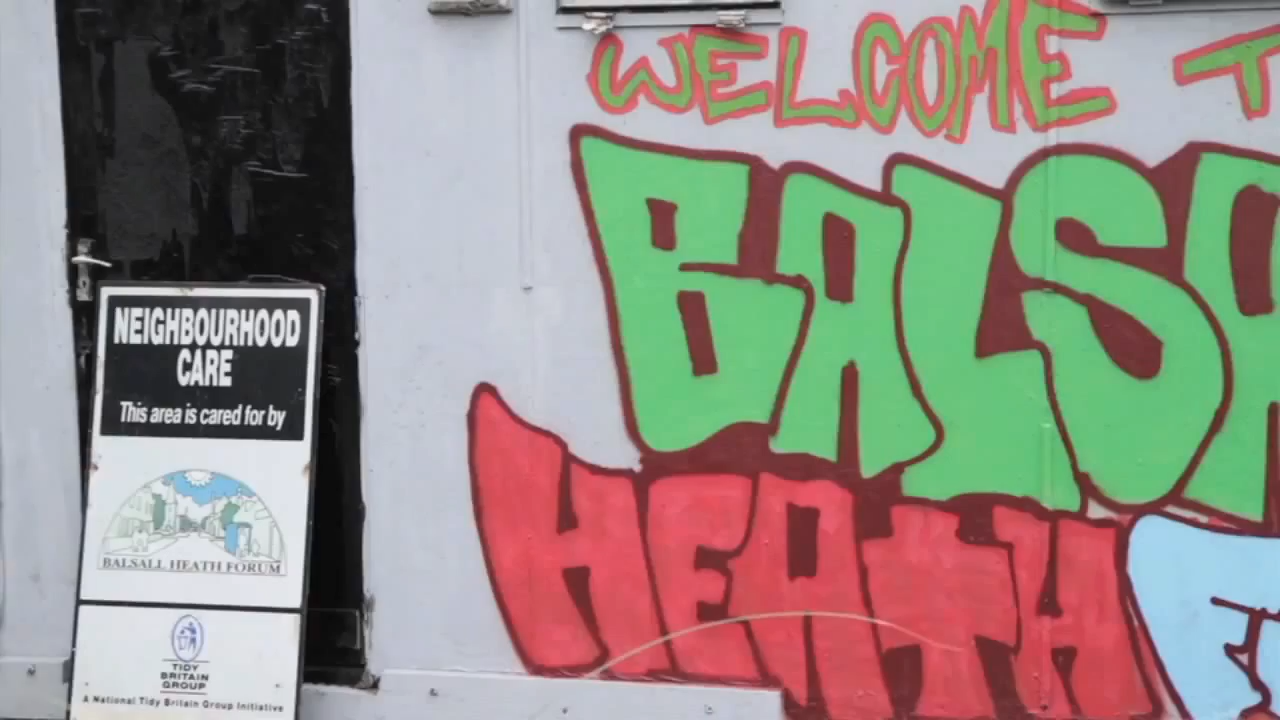 WELCOME T
BALSA
HEATH
NEIGHBOURHOOD
CARE
This area is cared for by
BALSALL HEATH FORUM
TIDY
BRITAIN
GROUP
A National Tidy Britain Group Initiative